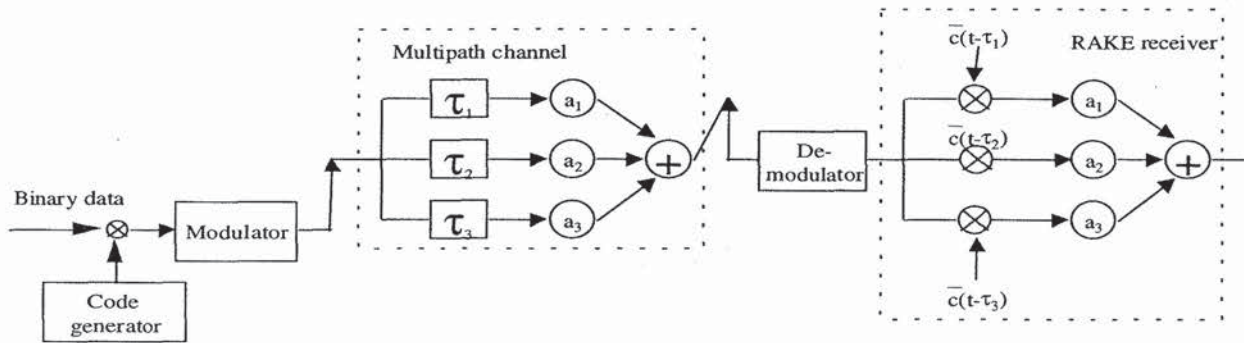 Binary data
Code
generator
Modulator
Multipath channel
τ₁
a₁
τ₂
a₂
τ₃
a₃
+
De-
modulator
RAKE receiver
c̅(t-τ₁)
a₁
c̅(t-τ₂)
a₂
c̅(t-τ₃)
a₃
+